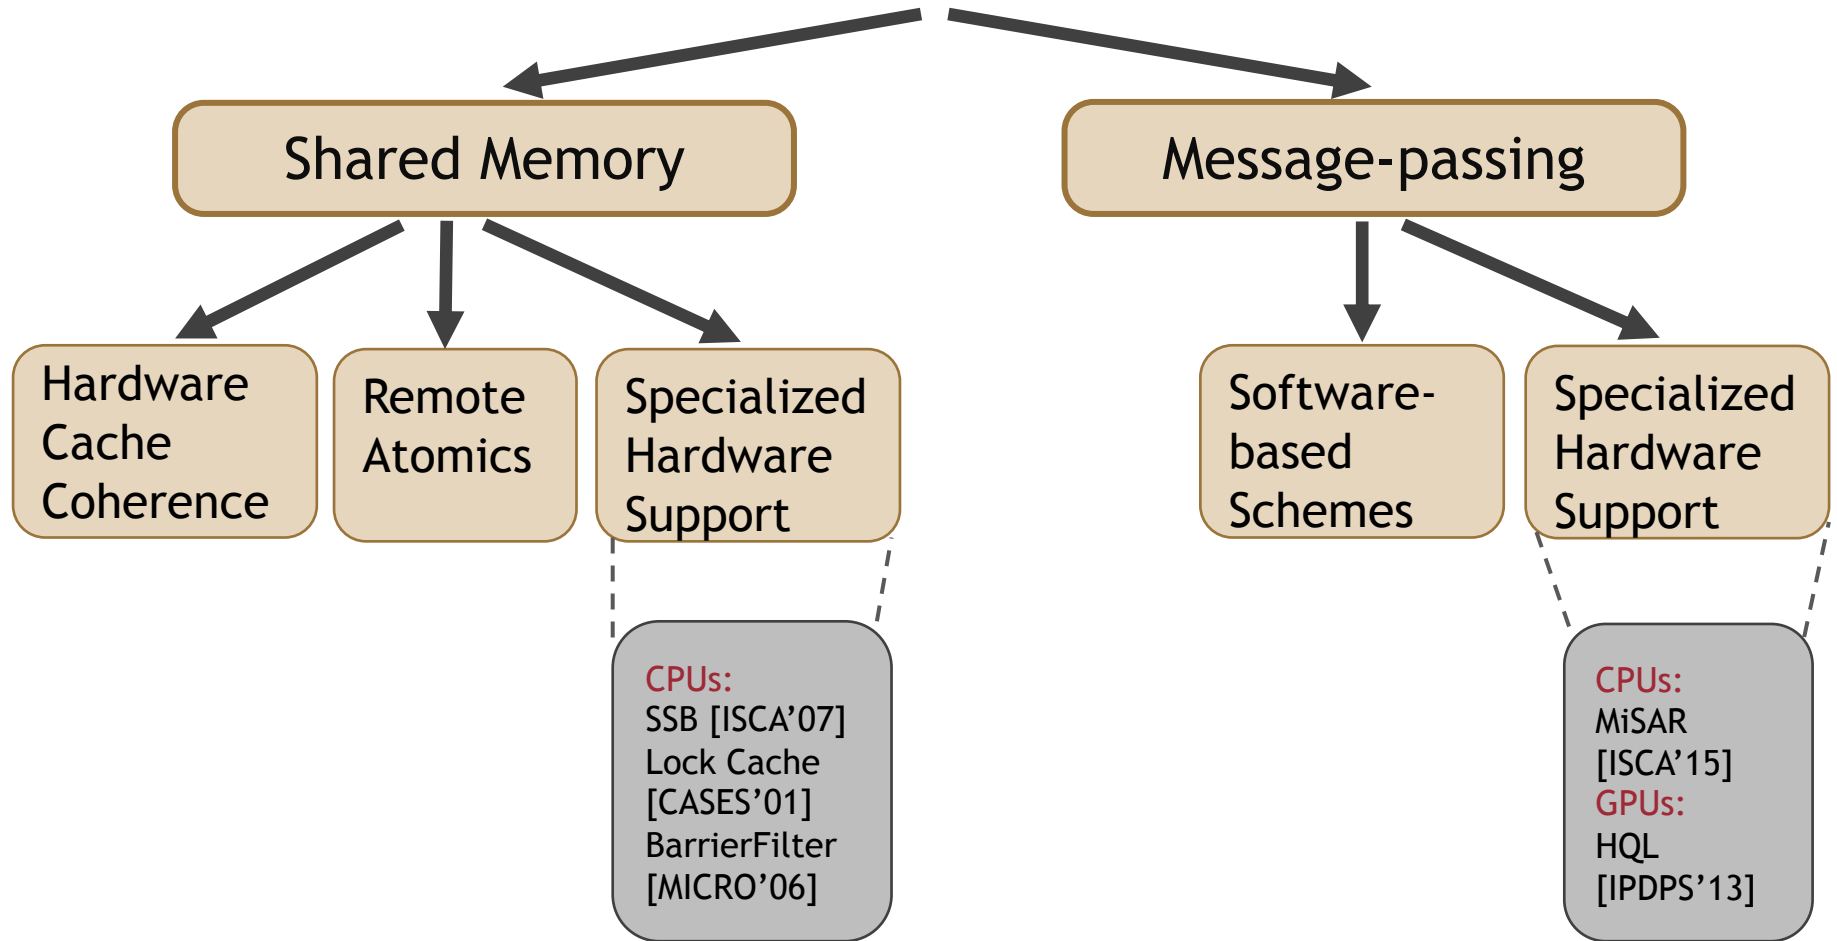 Shared Memory
Message-passing
Hardware
Cache
Coherence
Remote
Atomics
Specialized
Hardware
Support
Software-
based
Schemes
Specialized
Hardware
Support
CPUs:
SSB [ISCA’07]
Lock Cache
[CASES’01]
BarrierFilter
[MICRO’06]
CPUs:
MiSAR
[ISCA’15]
GPUs:
HQL
[IPDPS’13]